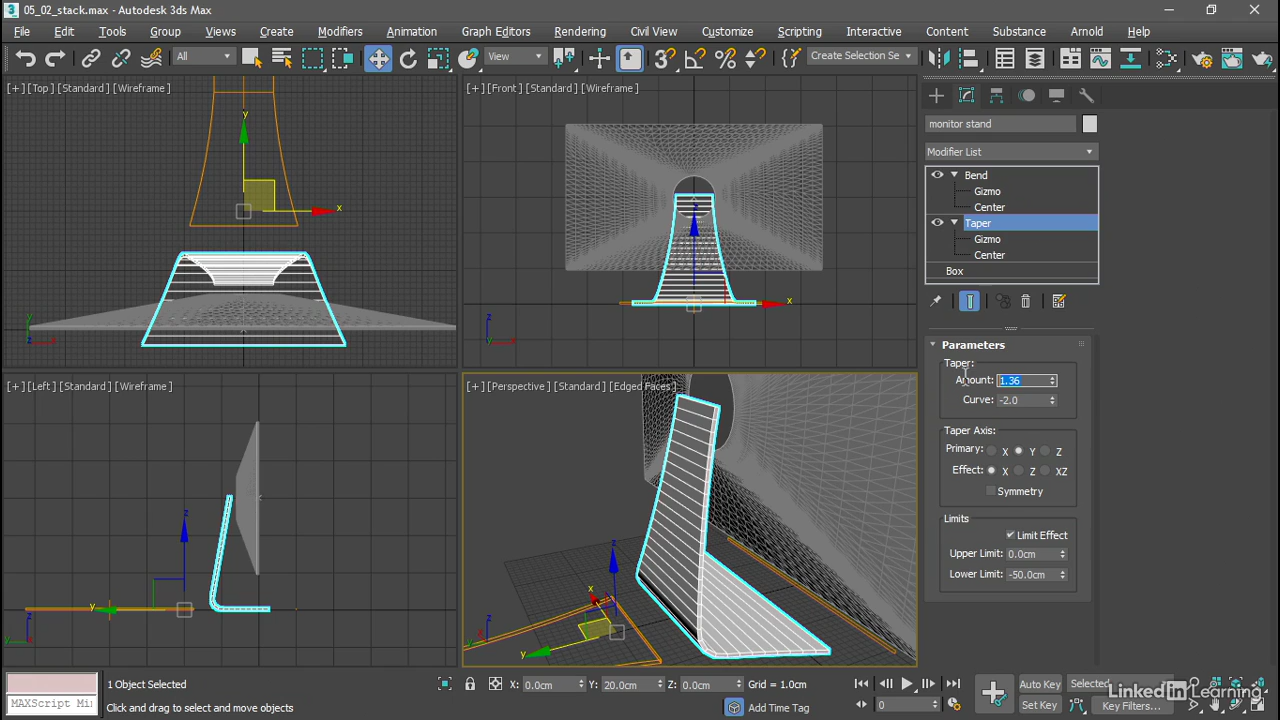 05_02_stack.max - Autodesk 3ds Max
File Edit Tools Group Views Create Modifiers Animation Graph Editors Rendering Civil View Customize Scripting Interactive Content Substance Arnold Help
All View Create Selection Se
[+] [Top] [Standard] [Wireframe]
[+] [Front] [Standard] [Wireframe]
[+] [Left] [Standard] [Wireframe]
[+] [Perspective] [Standard] [Edged Faces]
monitor stand
Modifier List
Bend
Gizmo
Center
Taper
Gizmo
Center
Box
Parameters
Taper:
Amount: 1.36
Curve: -2.0
Taper Axis:
Primary: X Y Z
Effect: X Z XZ
Symmetry
Limits
Limit Effect
Upper Limit: 0.0cm
Lower Limit: -50.0cm
1 Object Selected
X: 0.0cm Y: 20.0cm Z: 0.0cm Grid = 1.0cm
Auto Key Selected
MAXScript Mi
Click and drag to select and move objects
Add Time Tag
0
Set Key Key Filters...
LinkedIn Learning